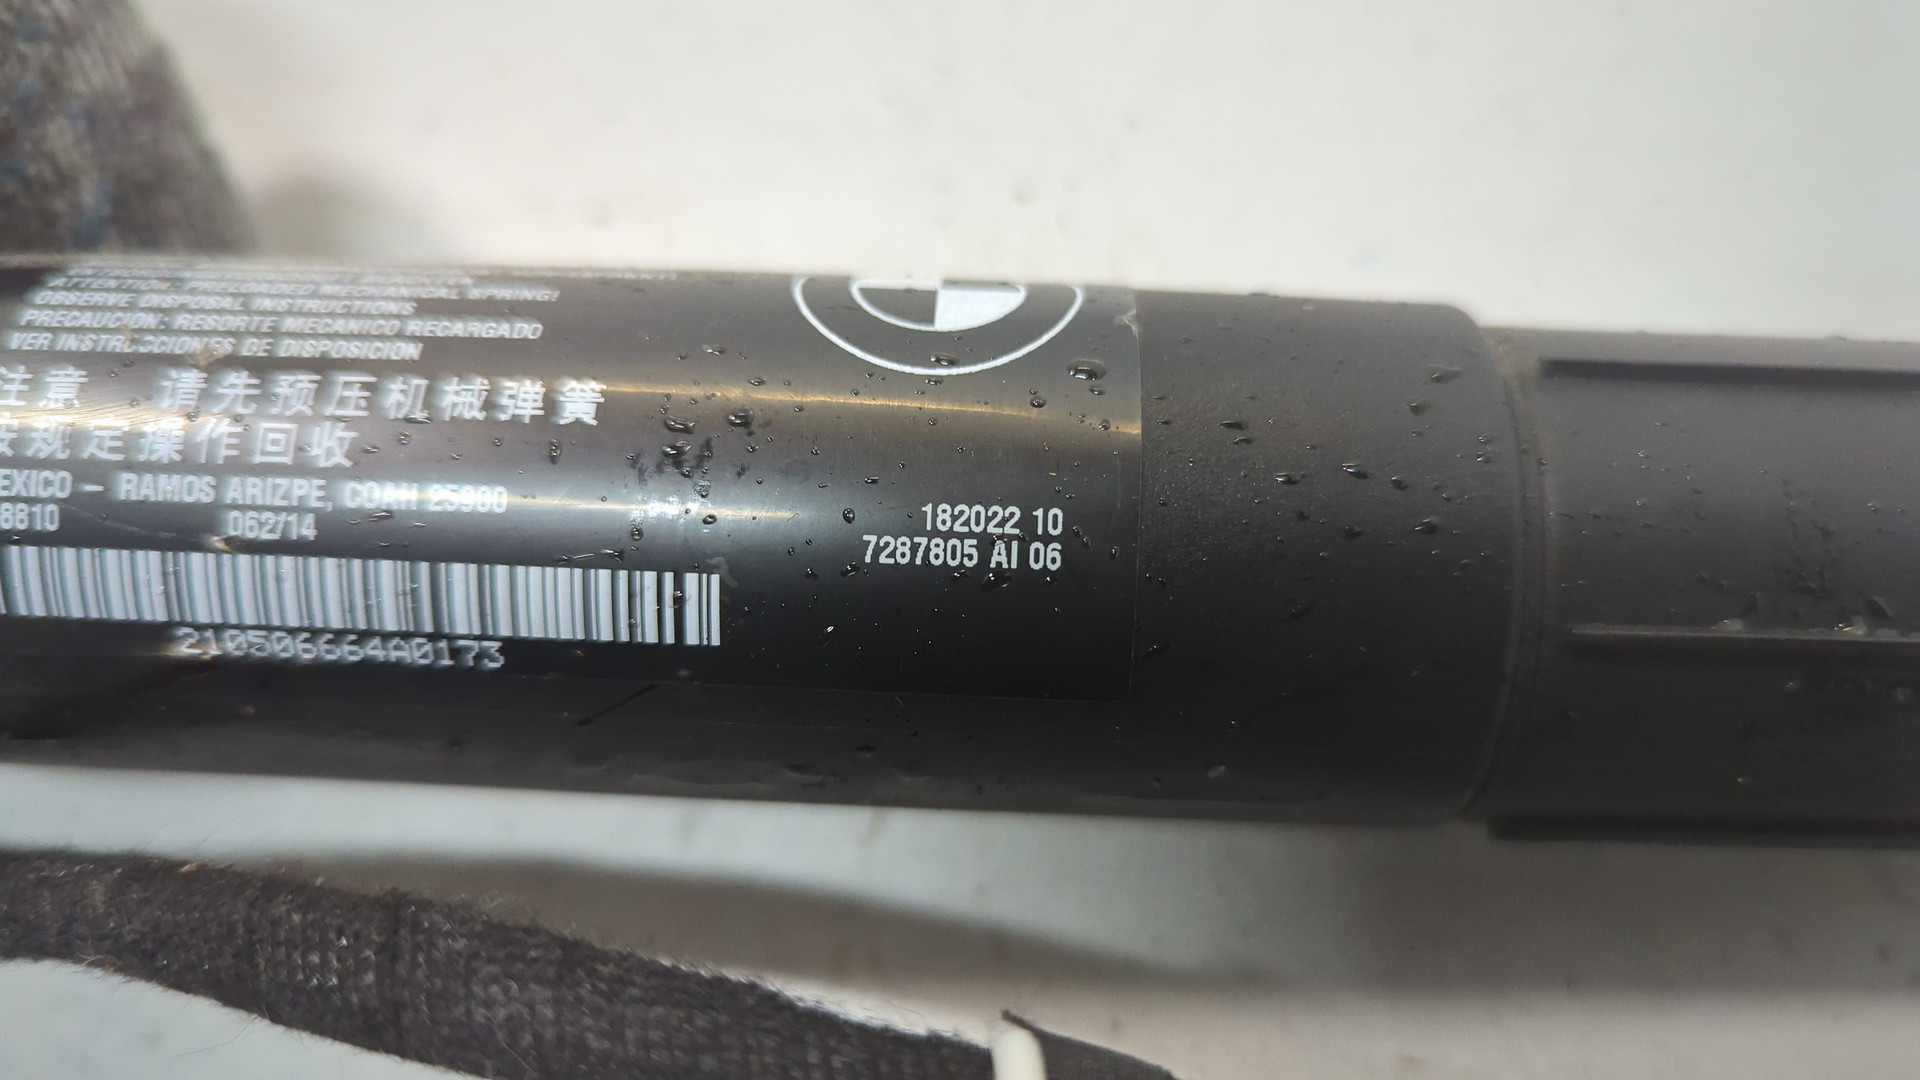 ATTENTION: PRELOADED MECHANICAL SPRING!
OBSERVE DISPOSAL INSTRUCTIONS
PRECAUCION: RESORTE MECANICO RECARGADO
VER INSTRUCCIONES DE DISPOSICION
注意 请先预压机械弹簧
按规定操作回收
EXICO – RAMOS ARIZPE, COAH 25900
8810 062/14
210506664A0173
182022 10
7287805 AI 06